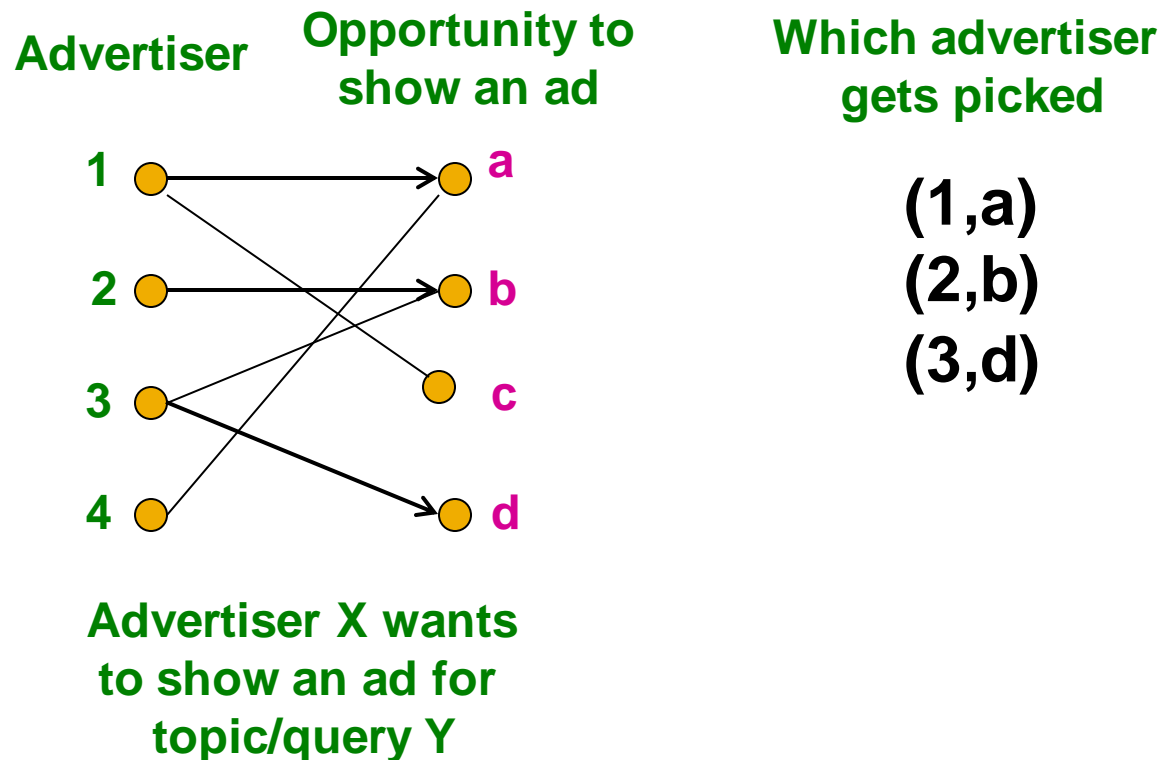 Advertiser
Opportunity to
show an ad
Which advertiser
gets picked
1
a
(1,a)
2
b
(2,b)
3
c
(3,d)
4
d
Advertiser X wants
to show an ad for
topic/query Y